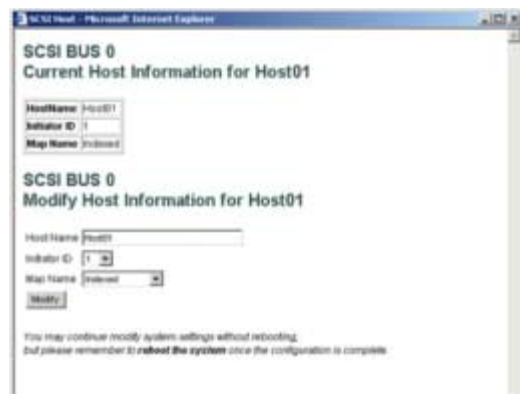 SCSI Host - Microsoft Internet Explorer
SCSI BUS 0
Current Host Information for Host01
HostName Host01
Initiator ID 1
Map Name Indexed
SCSI BUS 0
Modify Host Information for Host01
Host Name Host01
Initiator ID 1
Map Name Indexed
Modify
You may continue modify system settings without rebooting,
but please remember to reboot the system once the configuration is complete